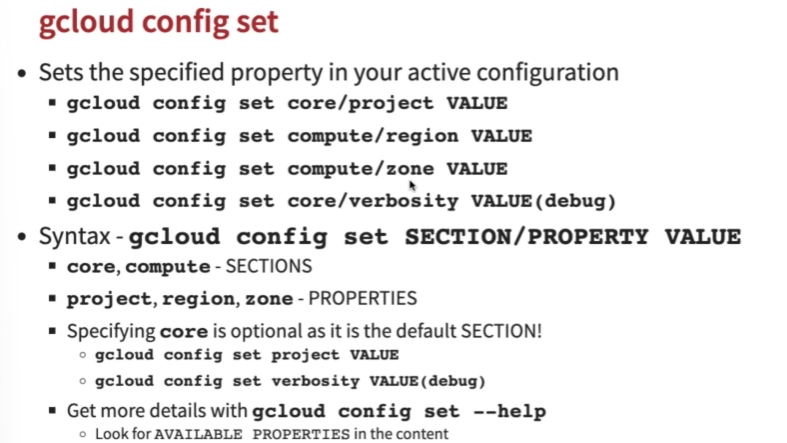 gcloud config set
• Sets the specified property in your active configuration
▪ gcloud config set core/project VALUE
▪ gcloud config set compute/region VALUE
▪ gcloud config set compute/zone VALUE
▪ gcloud config set core/verbosity VALUE(debug)
• Syntax - gcloud config set SECTION/PROPERTY VALUE
▪ core, compute - SECTIONS
▪ project, region, zone - PROPERTIES
▪ Specifying core is optional as it is the default SECTION!
○ gcloud config set project VALUE
○ gcloud config set verbosity VALUE(debug)
▪ Get more details with gcloud config set --help
○ Look for AVAILABLE PROPERTIES in the content